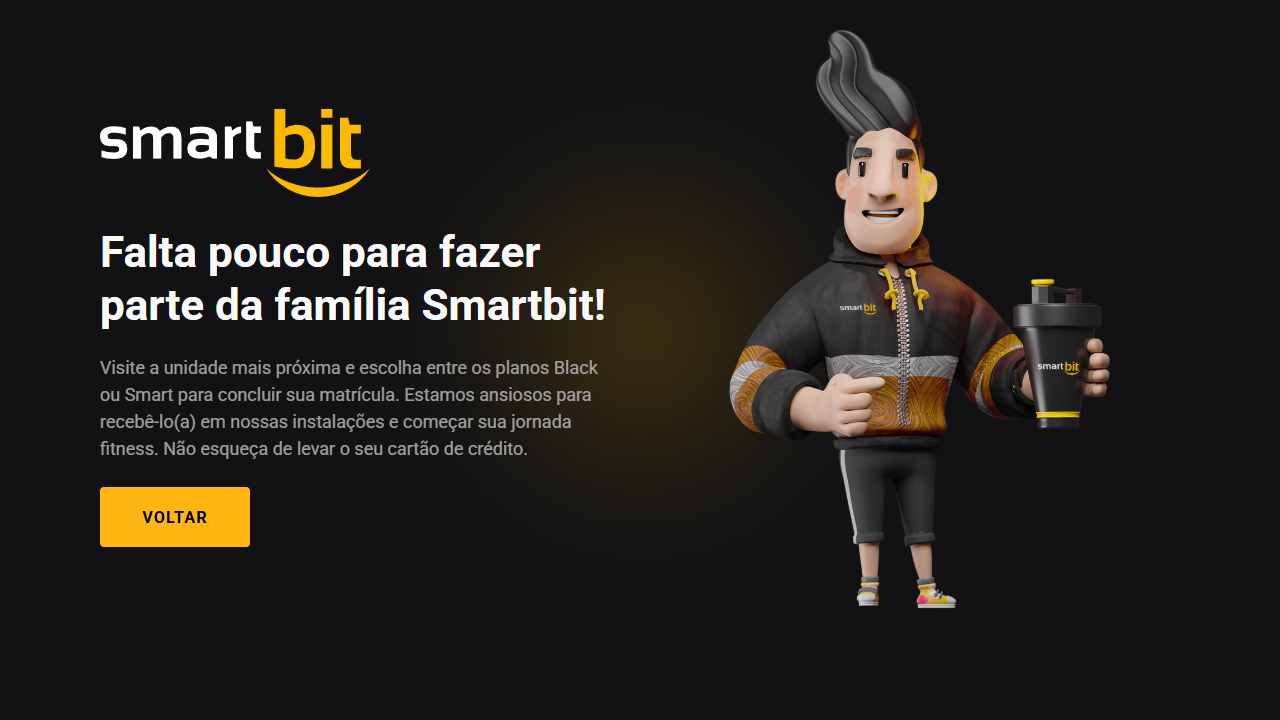 smart bit
Falta pouco para fazer
parte da família Smartbit!
Visite a unidade mais próxima e escolha entre os planos Black
ou Smart para concluir sua matrícula. Estamos ansiosos para
recebê-lo(a) em nossas instalações e começar sua jornada
fitness. Não esqueça de levar o seu cartão de crédito.
VOLTAR
smart bit
smart bit